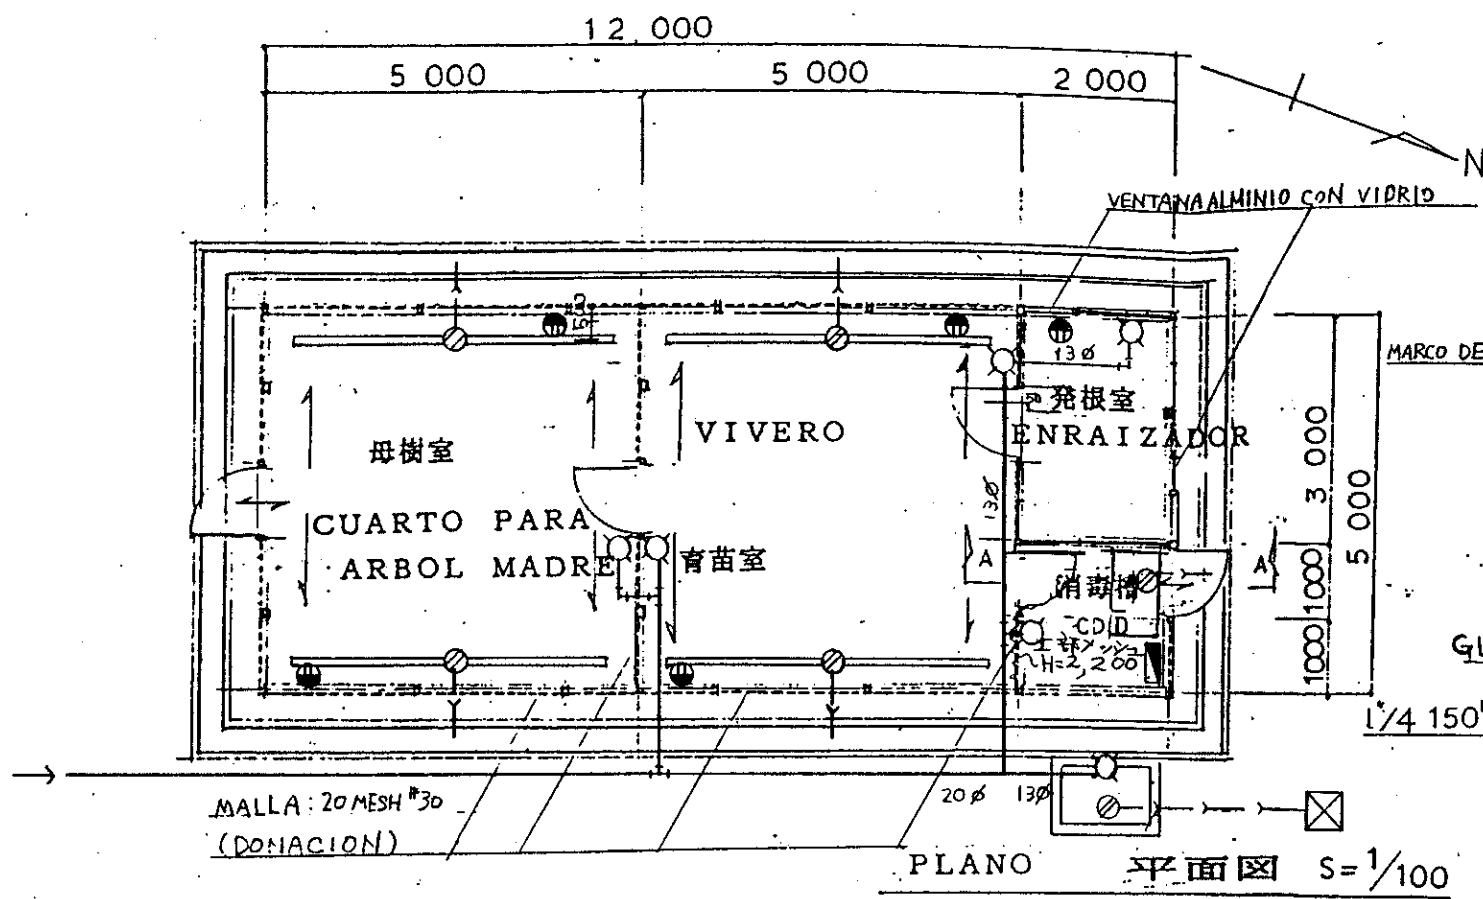 12,000
5 000
5 000
2 000
N
VENTANA ALMINIO CON VIDRIO
MARCO DE
13ø
発根室
ENRAIZADOR
VIVERO
母樹室
CUARTO PARA
ARBOL MADRE
育苗室
13ø
A
A
消毒槽
H=2,200
3 000
1000
1000
5 000
1"/4 150
20ø
13ø
MALLA: 20 MESH #30
(DONACION)
PLANO 平面図 S=1/100